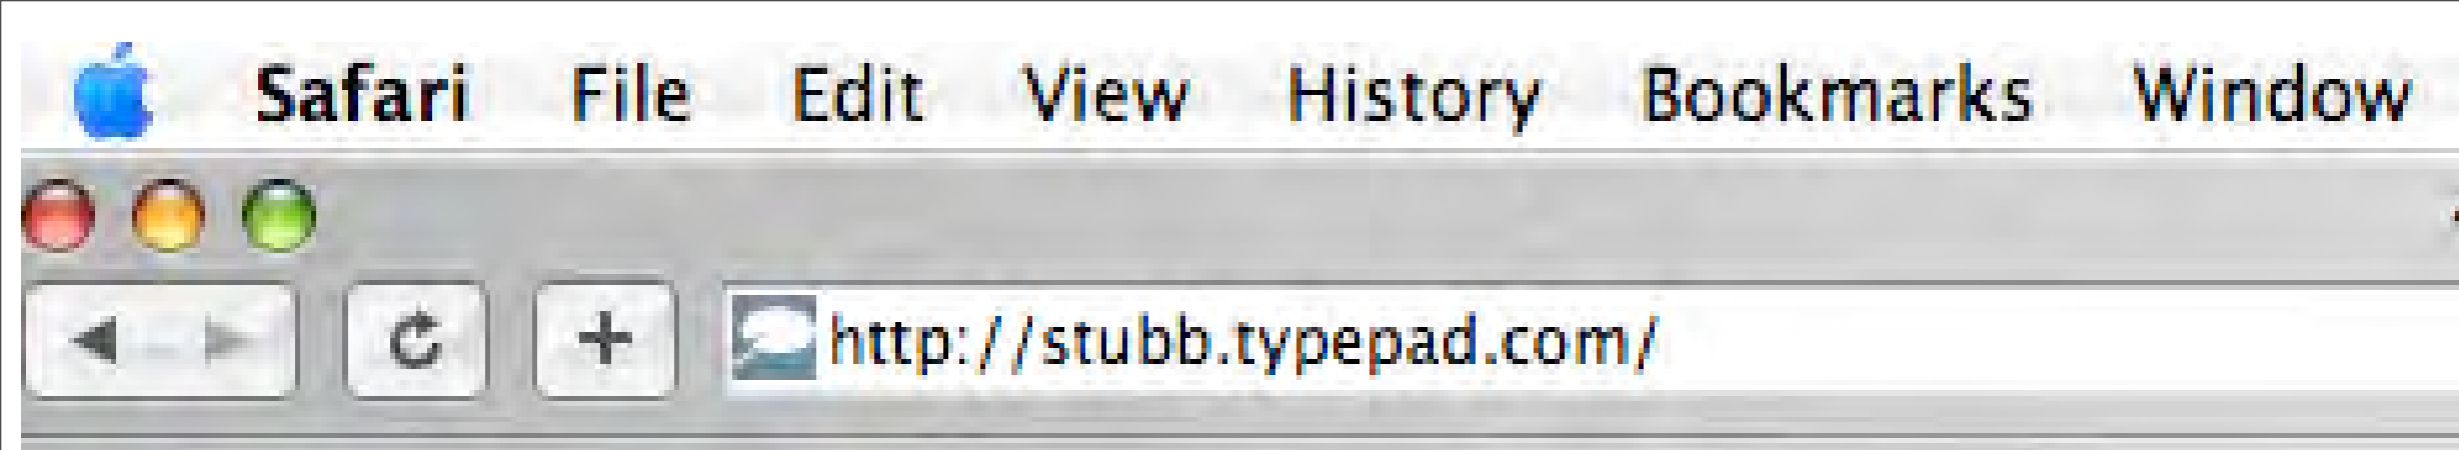 Safari File Edit View History Bookmarks Window
http://stubb.typepad.com/